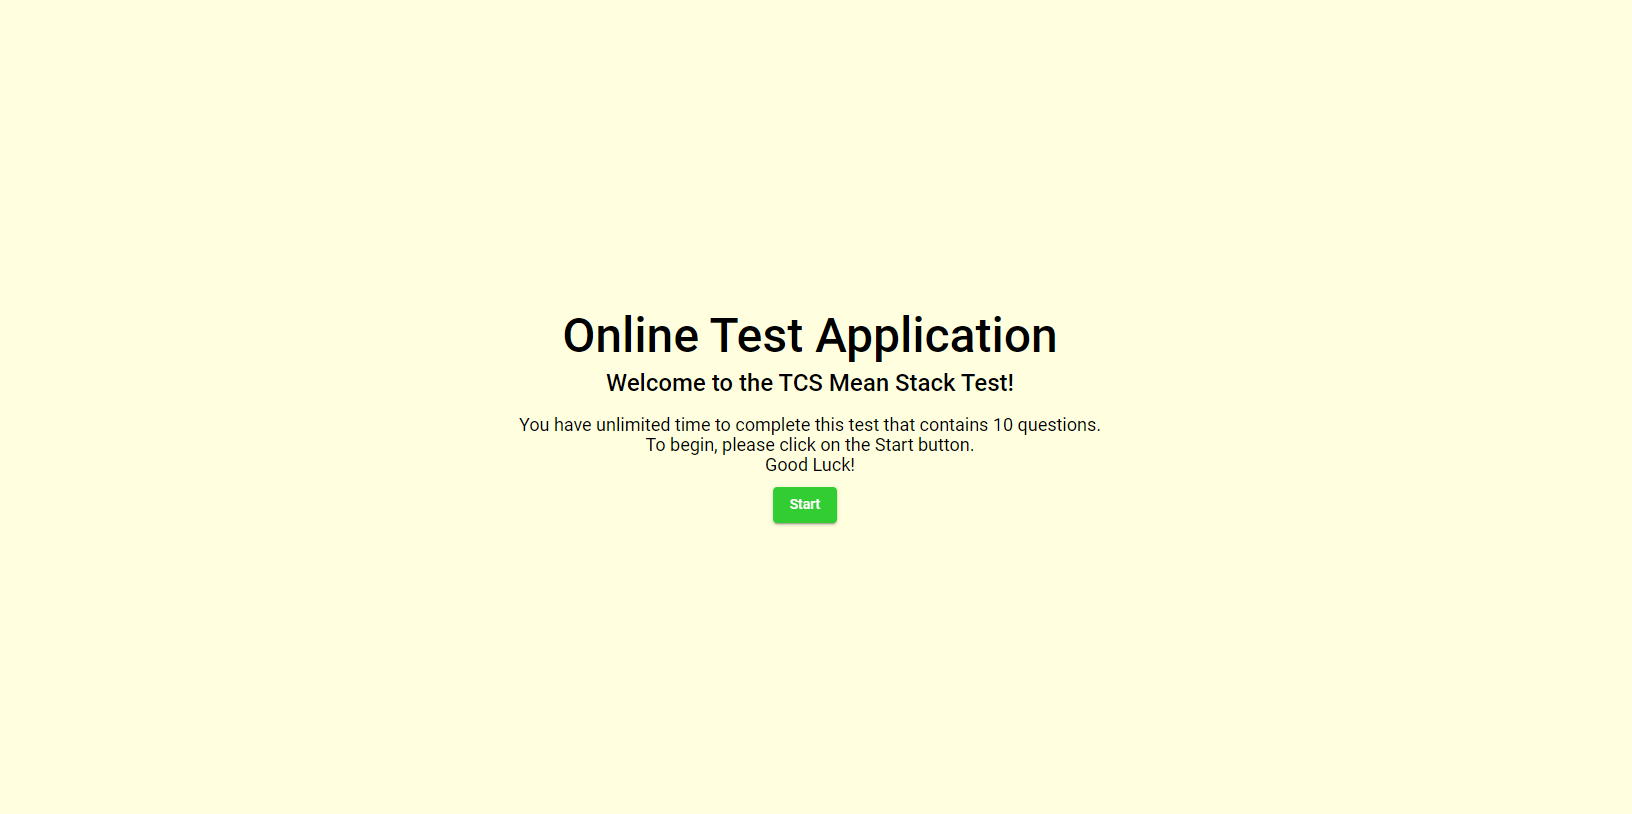 Online Test Application
Welcome to the TCS Mean Stack Test!
You have unlimited time to complete this test that contains 10 questions.
To begin, please click on the Start button.
Good Luck!
Start